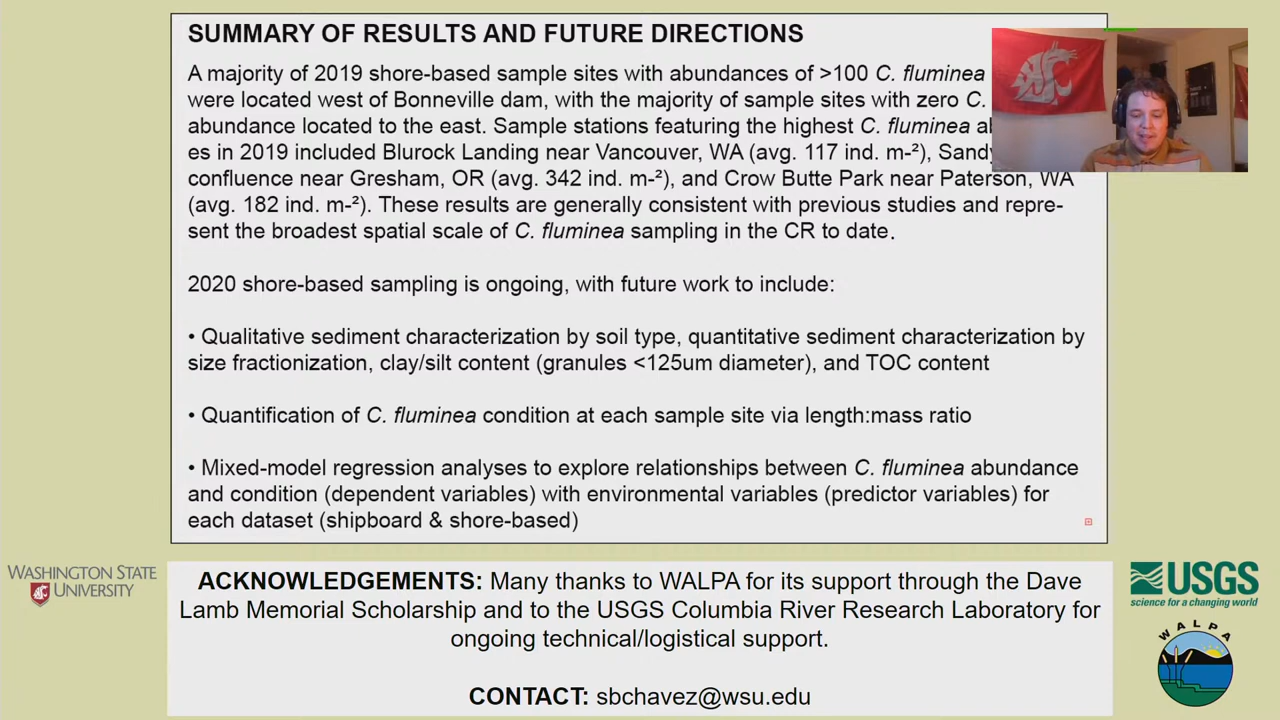 SUMMARY OF RESULTS AND FUTURE DIRECTIONS
A majority of 2019 shore-based sample sites with abundances of >100 C. fluminea
were located west of Bonneville dam, with the majority of sample sites with zero C.
abundance located to the east. Sample stations featuring the highest C. fluminea
es in 2019 included Blurock Landing near Vancouver, WA (avg. 117 ind. m-²), Sandy
confluence near Gresham, OR (avg. 342 ind. m-²), and Crow Butte Park near Paterson, WA
(avg. 182 ind. m-²). These results are generally consistent with previous studies and repre-
sent the broadest spatial scale of C. fluminea sampling in the CR to date.
2020 shore-based sampling is ongoing, with future work to include:
• Qualitative sediment characterization by soil type, quantitative sediment characterization by
size fractionization, clay/silt content (granules <125um diameter), and TOC content
• Quantification of C. fluminea condition at each sample site via length:mass ratio
• Mixed-model regression analyses to explore relationships between C. fluminea abundance
and condition (dependent variables) with environmental variables (predictor variables) for
each dataset (shipboard & shore-based)
WASHINGTON STATE
UNIVERSITY
ACKNOWLEDGEMENTS: Many thanks to WALPA for its support through the Dave
Lamb Memorial Scholarship and to the USGS Columbia River Research Laboratory for
ongoing technical/logistical support.
CONTACT: sbchavez@wsu.edu
USGS
science for a changing world
WALPA